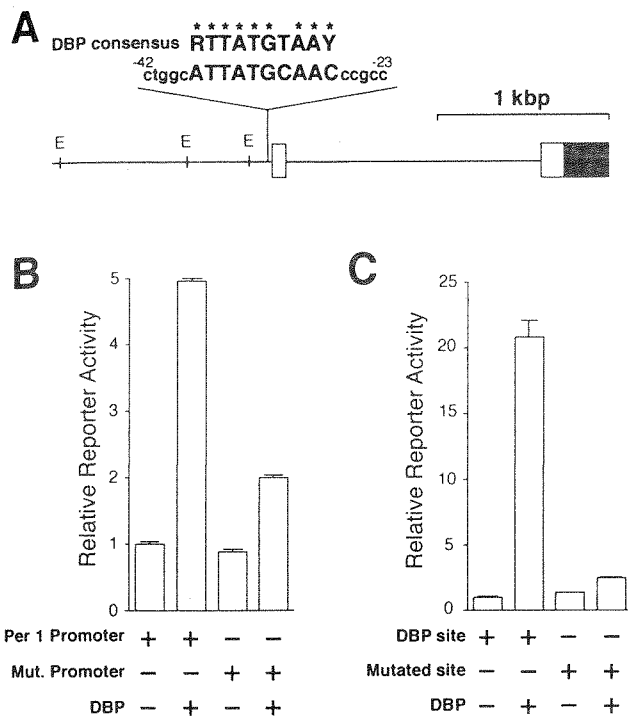 A
* * * * * * * * *
DBP consensus RTTATGTAAY
-42 ctggcATTATGCAACccgcc -23
1 kbp
E E E
B
Relative Reporter Activity
5
4
3
2
1
0
Per 1 Promoter + + − −
Mut. Promoter − − + +
DBP − + − +
C
Relative Reporter Activity
25
20
15
10
5
0
DBP site + + − −
Mutated site − − + +
DBP − + − +